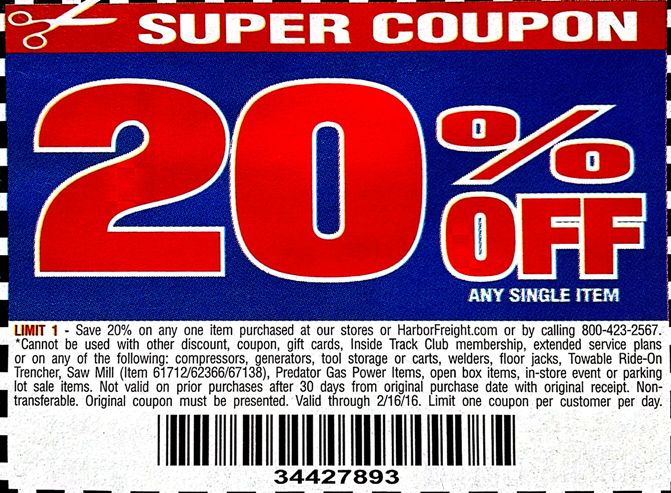 SUPER COUPON
20%
OFF
ANY SINGLE ITEM
LIMIT 1 - Save 20% on any one item purchased at our stores or HarborFreight.com or by calling 800-423-2567.
*Cannot be used with other discount, coupon, gift cards, Inside Track Club membership, extended service plans
or on any of the following: compressors, generators, tool storage or carts, welders, floor jacks, Towable Ride-On
Trencher, Saw Mill (Item 61712/62366/67138), Predator Gas Power Items, open box items, in-store event or parking
lot sale items. Not valid on prior purchases after 30 days from original purchase date with original receipt. Non-
transferable. Original coupon must be presented. Valid through 2/16/16. Limit one coupon per customer per day.
34427893